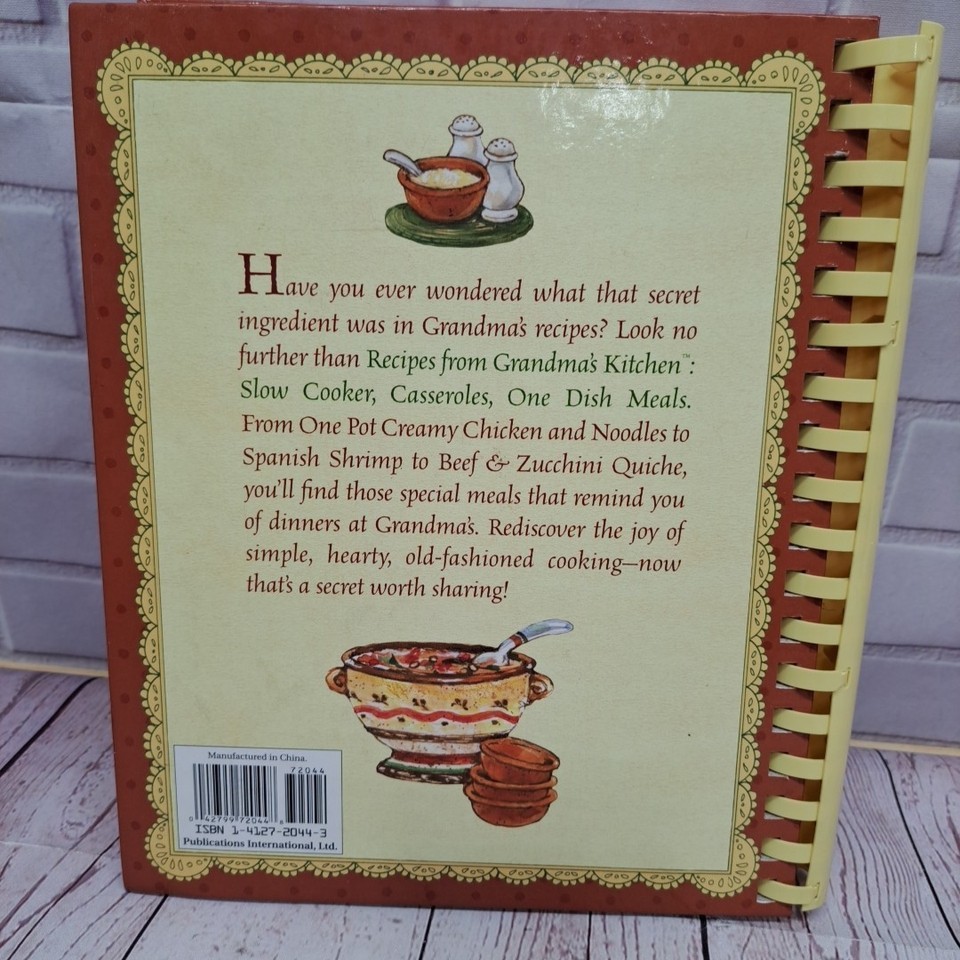 Have you ever wondered what that secret
ingredient was in Grandma's recipes? Look no
further than Recipes from Grandma's Kitchen™:
Slow Cooker, Casseroles, One Dish Meals.
From One Pot Creamy Chicken and Noodles to
Spanish Shrimp to Beef & Zucchini Quiche,
you'll find those special meals that remind you
of dinners at Grandma's. Rediscover the joy of
simple, hearty, old-fashioned cooking—now
that's a secret worth sharing!
Manufactured in China.
72044
0 42799 72044 8
ISBN 1-4127-2044-3
Publications International, Ltd.